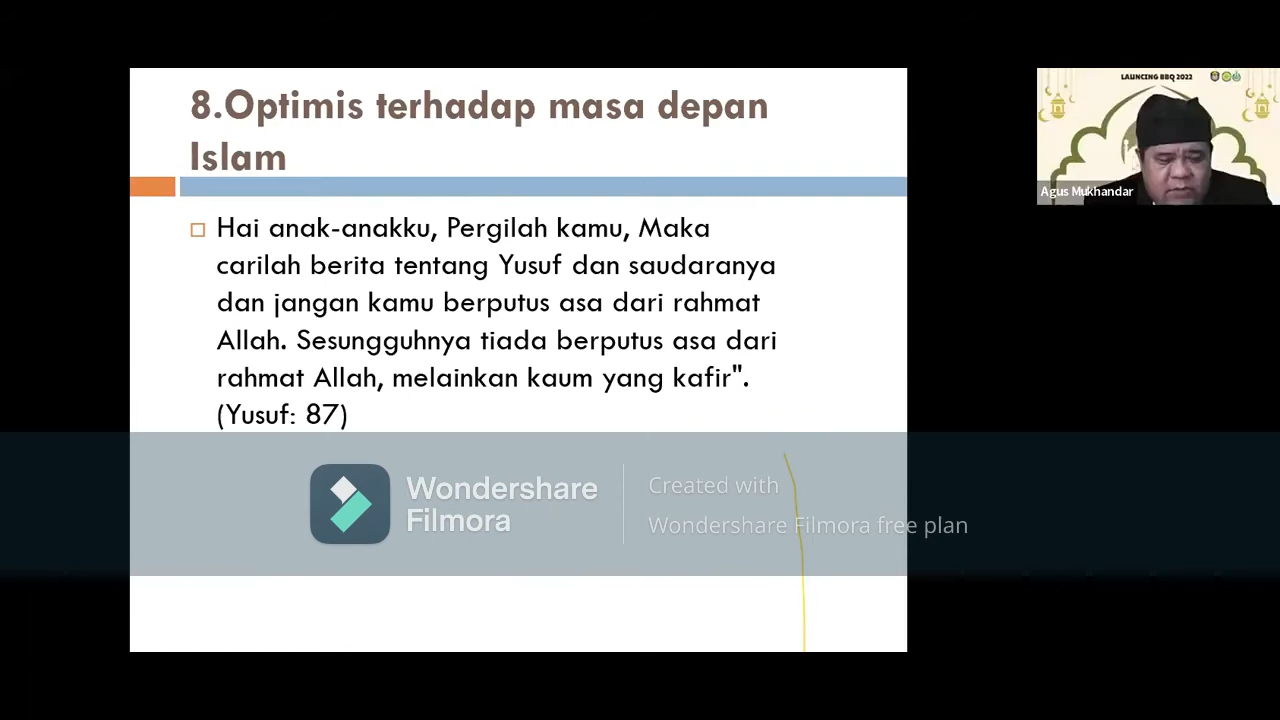 8.Optimis terhadap masa depan
Islam
Hai anak-anakku, Pergilah kamu, Maka
carilah berita tentang Yusuf dan saudaranya
dan jangan kamu berputus asa dari rahmat
Allah. Sesungguhnya tiada berputus asa dari
rahmat Allah, melainkan kaum yang kafir".
(Yusuf: 87)
LAUNCING BBQ 2022
Agus Mukhandar
Wondershare
Filmora
Created with
Wondershare Filmora free plan